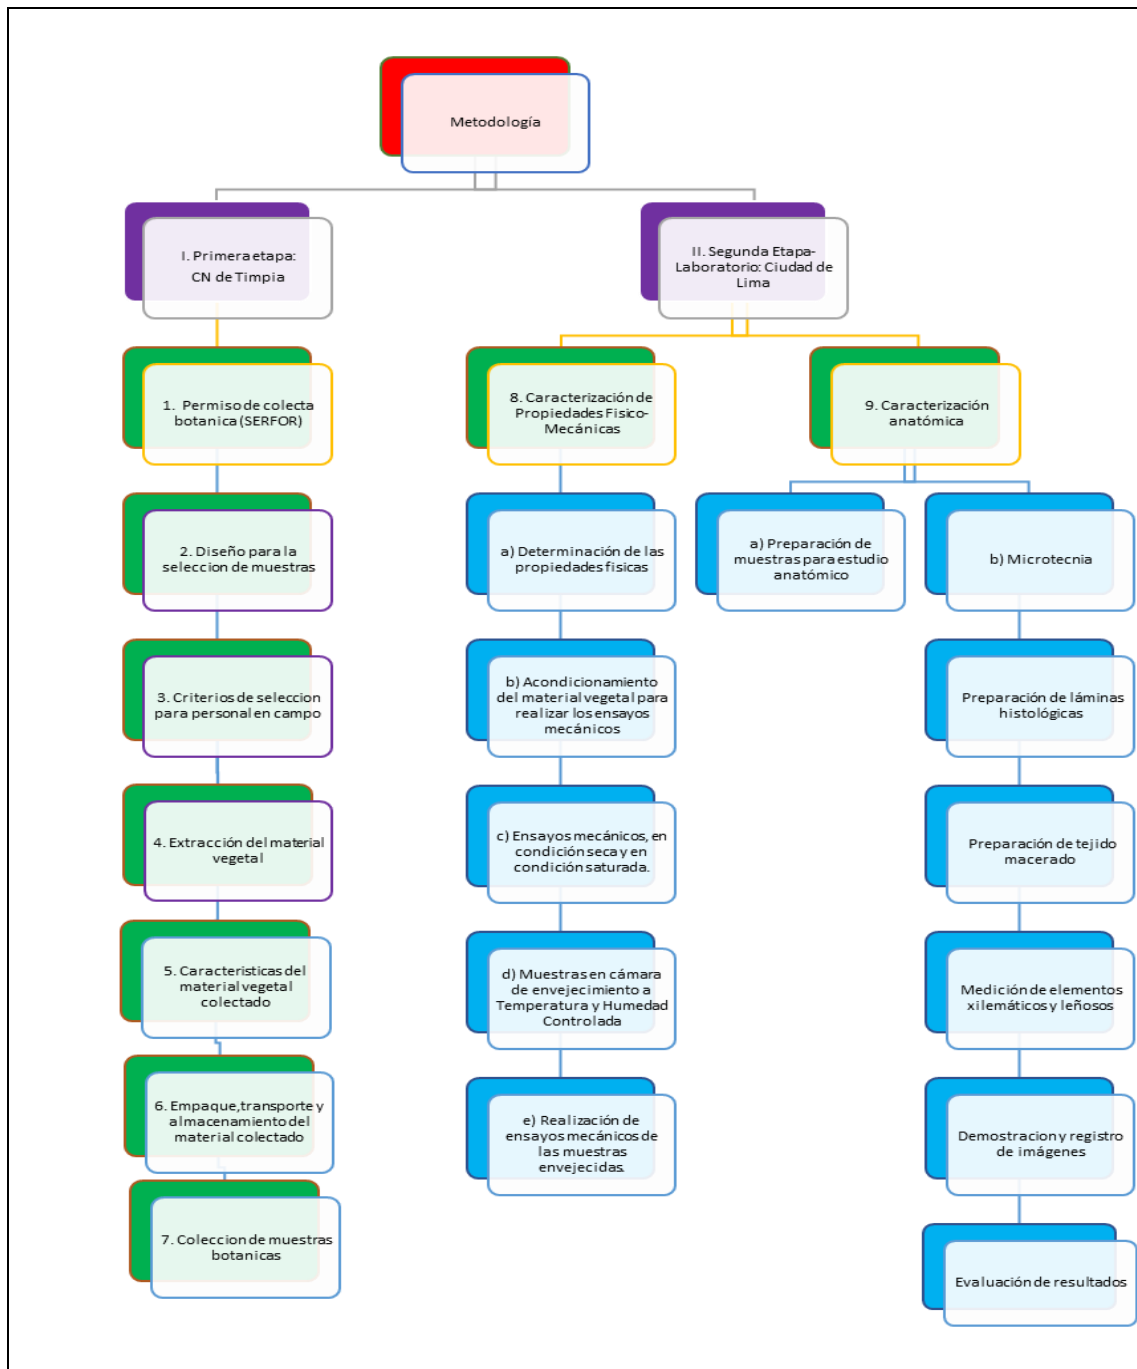 Metodología
I. Primera etapa:
CN de Timpia
II. Segunda Etapa-
Laboratorio: Ciudad de
Lima
1. Permiso de colecta
botanica (SERFOR)
2. Diseño para la
seleccion de muestras
3. Criterios de seleccion
para personal en campo
4. Extracción del material
vegetal
5. Caracteristicas del
material vegetal
colectado
6. Empaque, transporte y
almacenamiento del
material colectado
7. Coleccion de muestras
botanicas
8. Caracterización de
Propiedades Fisico-
Mecánicas
a) Determinación de las
propiedades fisicas
b) Acondicionamiento
del material vegetal para
realizar los ensayos
mecánicos
c) Ensayos mecánicos, en
condición seca y en
condición saturada.
d) Muestras en cámara
de envejecimiento a
Temperatura y Humedad
Controlada
e) Realización de
ensayos mecánicos de
las muestras
envejecidas.
9. Caracterización
anatómica
a) Preparación de
muestras para estudio
anatómico
b) Microtecnia
Preparación de láminas
histológicas
Preparación de tejido
macerado
Medición de elementos
xilemáticos y leñosos
Demostracion y registro
de imágenes
Evaluación de resultados